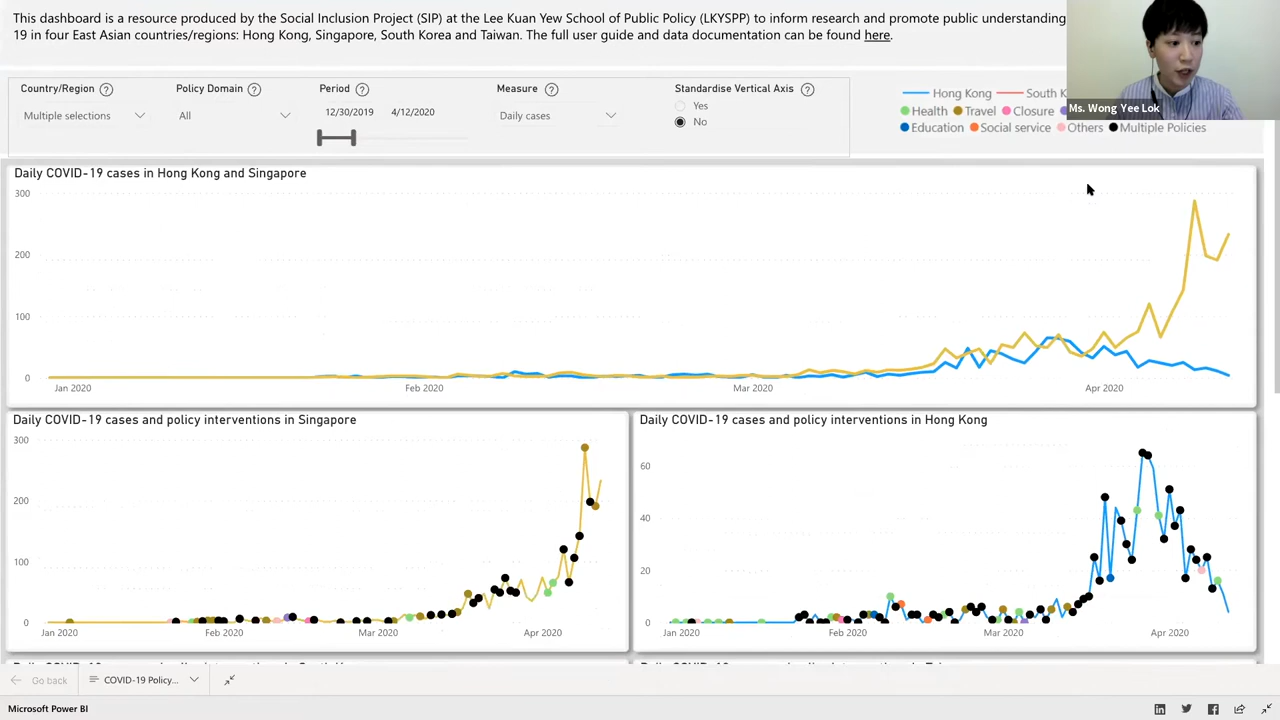 This dashboard is a resource produced by the Social Inclusion Project (SIP) at the Lee Kuan Yew School of Public Policy (LKYSPP) to inform research and promote public understanding
19 in four East Asian countries/regions: Hong Kong, Singapore, South Korea and Taiwan. The full user guide and data documentation can be found here.
Country/Region ?
Policy Domain ?
Period ?
Measure ?
Standardise Vertical Axis ?
Multiple selections
All
12/30/2019 4/12/2020
Daily cases
Yes
No
Hong Kong South K
Health Travel Closure
Education Social service Others Multiple Policies
Ms. Wong Yee Lok
Daily COVID-19 cases in Hong Kong and Singapore
300
200
100
0
Jan 2020 Feb 2020 Mar 2020 Apr 2020
Daily COVID-19 cases and policy interventions in Singapore
300
200
100
0
Jan 2020 Feb 2020 Mar 2020 Apr 2020
Daily COVID-19 cases and policy interventions in Hong Kong
60
40
20
0
Jan 2020 Feb 2020 Mar 2020 Apr 2020
Go back
COVID-19 Policy...
Microsoft Power BI